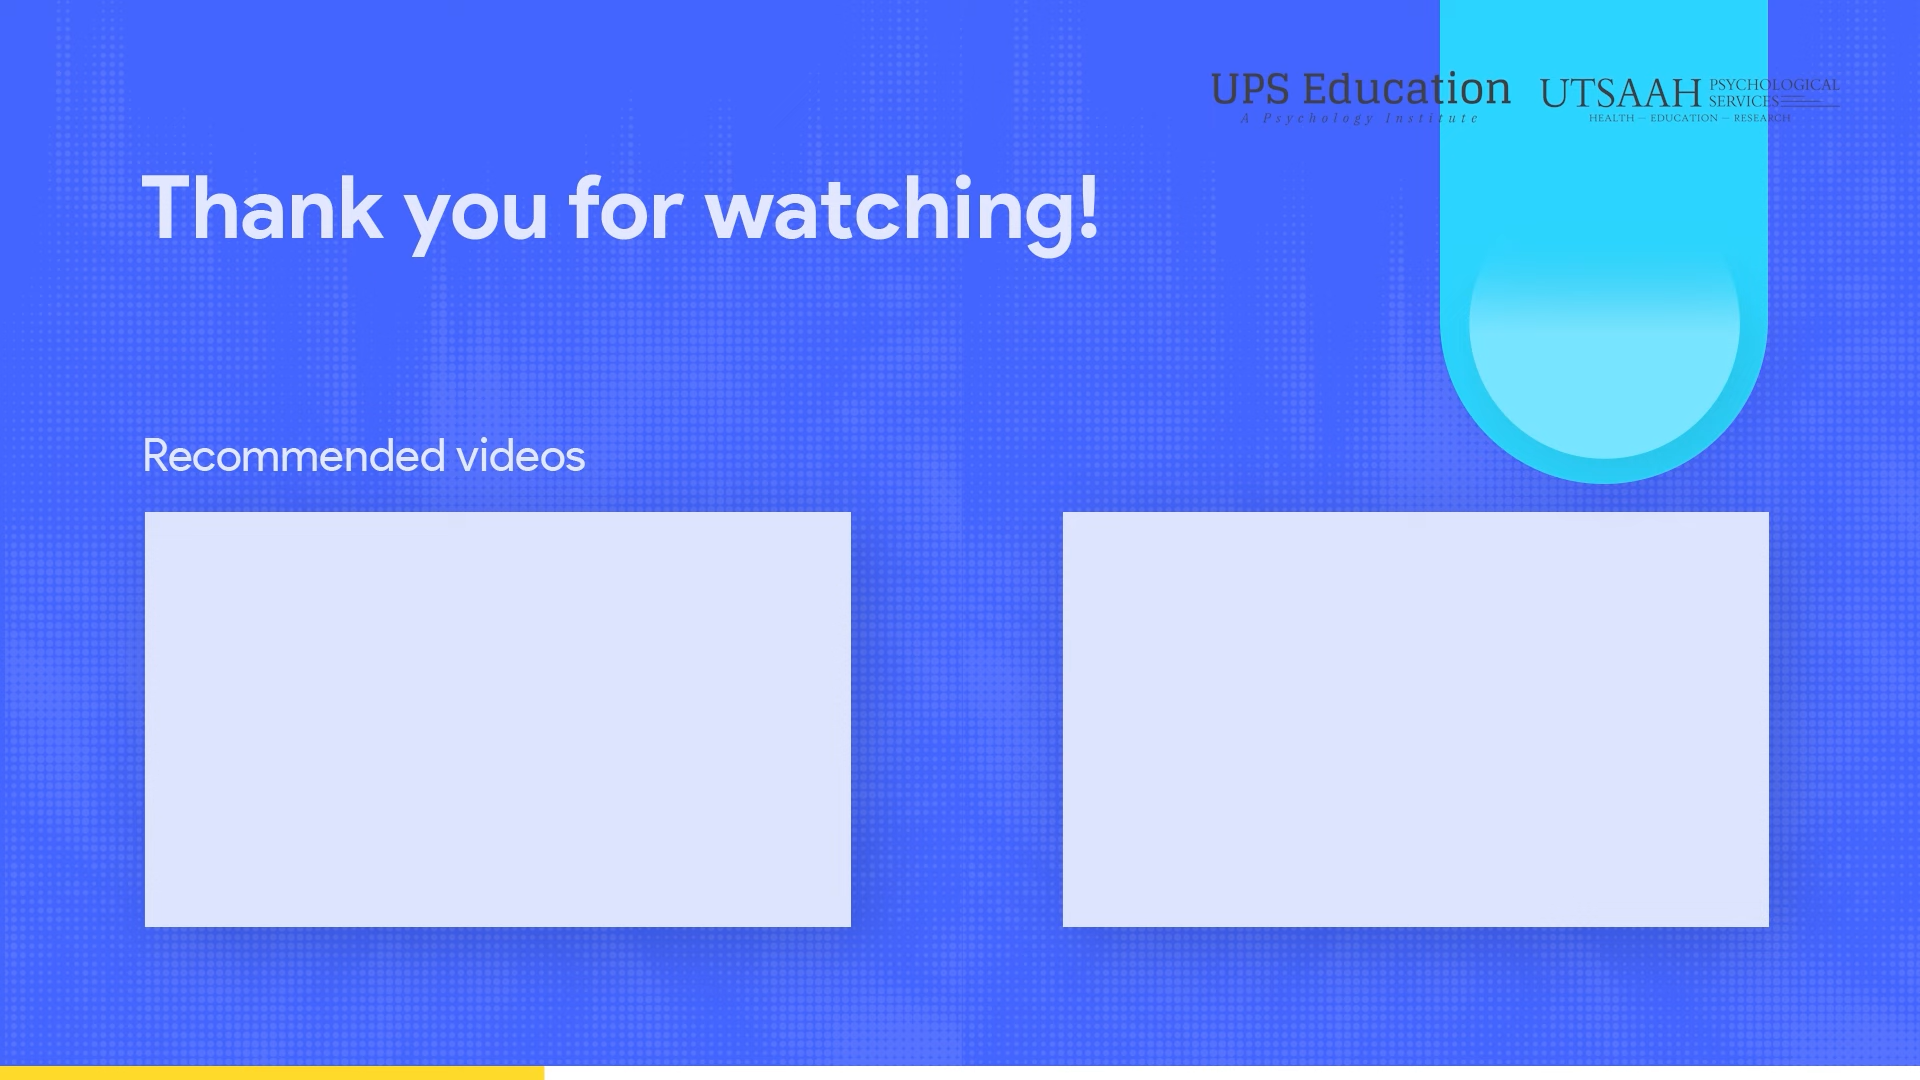 UPS Education
A Psychology Institute
UTSAAH PSYCHOLOGICAL SERVICES
HEALTH – EDUCATION – RESEARCH
Thank you for watching!
Recommended videos